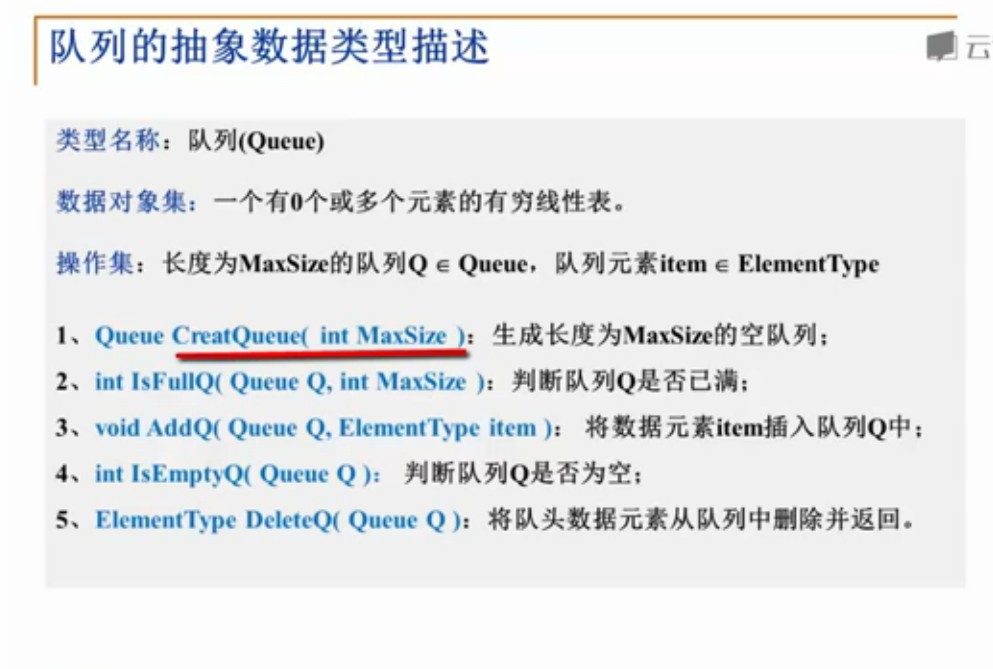 队列的抽象数据类型描述
云
类型名称：队列(Queue)
数据对象集：一个有0个或多个元素的有穷线性表。
操作集：长度为MaxSize的队列Q ∈ Queue，队列元素item ∈ ElementType
1、Queue CreatQueue( int MaxSize )：生成长度为MaxSize的空队列；
2、int IsFullQ( Queue Q, int MaxSize )：判断队列Q是否已满；
3、void AddQ( Queue Q, ElementType item )： 将数据元素item插入队列Q中；
4、int IsEmptyQ( Queue Q )： 判断队列Q是否为空；
5、ElementType DeleteQ( Queue Q )：将队头数据元素从队列中删除并返回。